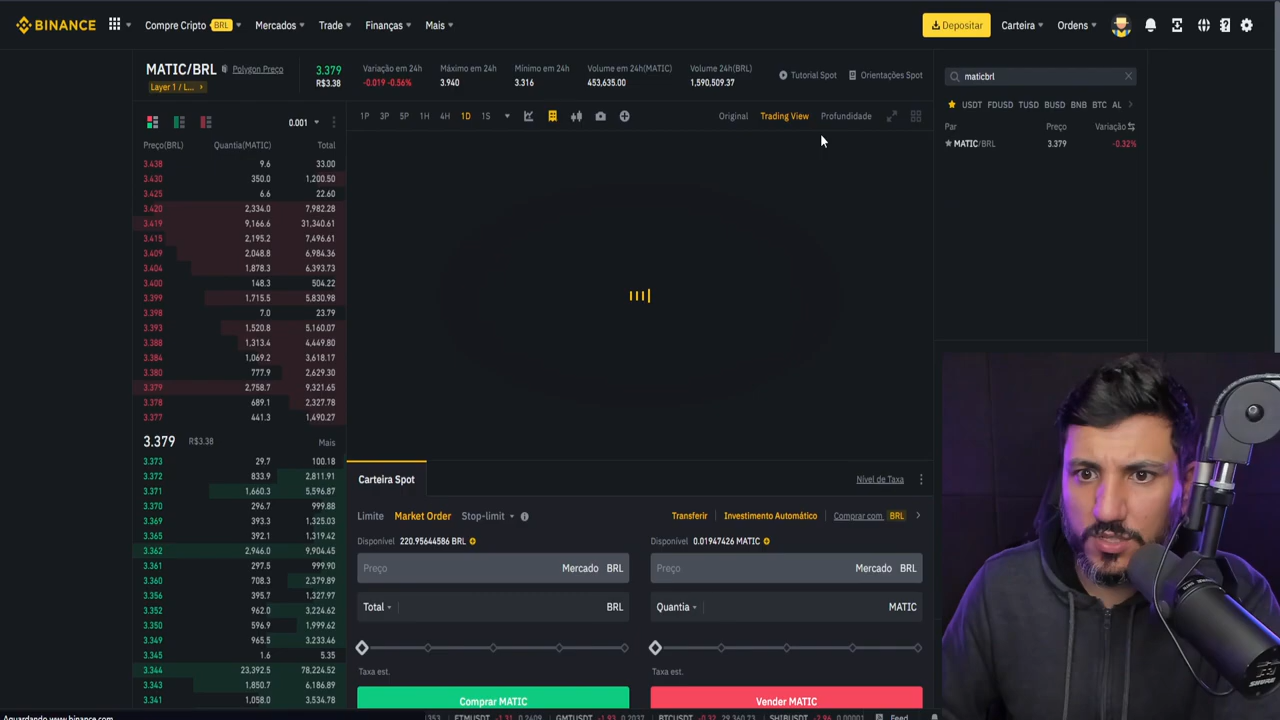 BINANCE Compre Cripto BRL Mercados Trade Finanças Mais Depositar Carteira Ordens
MATIC/BRL Polygon Preço
Layer 1 / L... >
3.379
R$3.38
Variação em 24h
-0.019 -0.56%
Máximo em 24h
3.940
Mínimo em 24h
3.316
Volume em 24h(MATIC)
453,635.00
Volume 24h(BRL)
1,590,509.37
Tutorial Spot Orientações Spot
maticbrl
USDT FDUSD TUSD BUSD BNB BTC AL
Par Preço Variação
MATIC/BRL 3.379 -0.32%
0.001
1P 3P 5P 1H 4H 1D 1S Original Trading View Profundidade
Preço(BRL) Quantia(MATIC) Total
3.438 9.6 33.00
3.430 350.0 1,200.50
3.425 6.6 22.60
3.420 2,334.0 7,982.28
3.419 9,166.6 31,340.61
3.415 2,195.2 7,496.61
3.409 2,048.8 6,984.36
3.404 1,878.3 6,393.73
3.400 148.3 504.22
3.399 1,715.5 5,830.98
3.398 7.0 23.79
3.393 1,520.8 5,160.07
3.388 1,313.4 4,449.80
3.384 1,069.2 3,618.17
3.380 777.9 2,629.30
3.379 2,758.7 9,321.65
3.378 689.1 2,327.78
3.377 441.3 1,490.27
3.379 R$3.38 Mais
3.373 29.7 100.18
3.372 833.9 2,811.91
3.371 1,660.3 5,596.87
3.370 296.7 999.88
3.369 393.3 1,325.03
3.365 392.1 1,319.42
3.362 2,946.0 9,904.45
3.361 297.5 999.90
3.360 708.3 2,379.89
3.356 395.7 1,327.97
3.352 962.0 3,224.62
3.350 596.9 1,999.62
3.349 965.5 3,233.46
3.345 1.6 5.35
3.344 23,392.5 78,224.52
3.343 1,850.7 6,186.89
3.341 1,058.0 3,534.78
Carteira Spot Nível de Taxa
Limite Market Order Stop-limit Transferir Investimento Automático Comprar com BRL
Disponível 220.95644586 BRL
Preço Mercado BRL
Total BRL
Taxa est.
Comprar MATIC
Disponível 0.01947426 MATIC
Preço Mercado BRL
Quantia MATIC
Taxa est.
Vender MATIC
Aguardando www.binance.com
SHURE